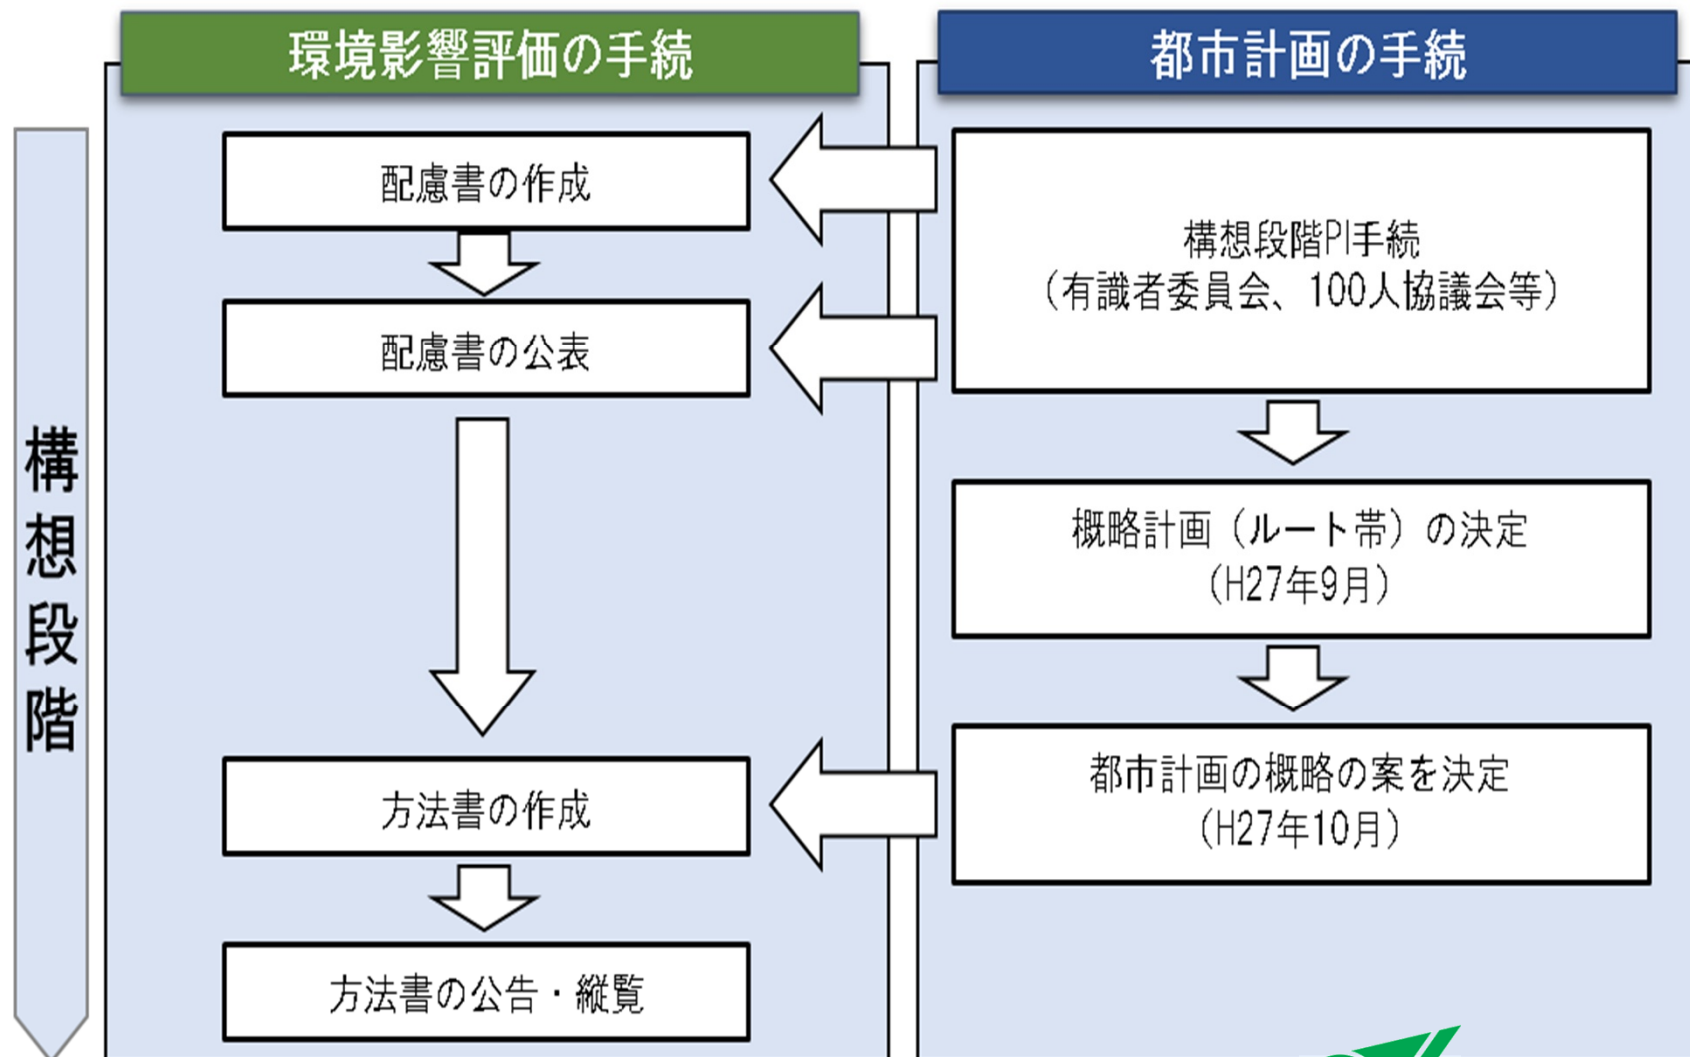 環境影響評価の手続
都市計画の手続
構想段階
配慮書の作成
配慮書の公表
方法書の作成
方法書の公告・縦覧
構想段階PI手続
（有識者委員会、100人協議会等）
概略計画（ルート帯）の決定
（H27年9月）
都市計画の概略の案を決定
（H27年10月）